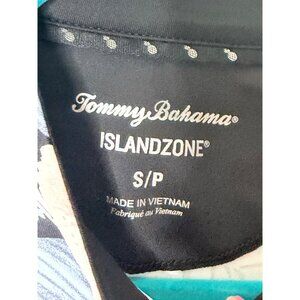 Tommy Bahama®
ISLANDZONE®
S/P
MADE IN VIETNAM
Fabriqué au Vietnam